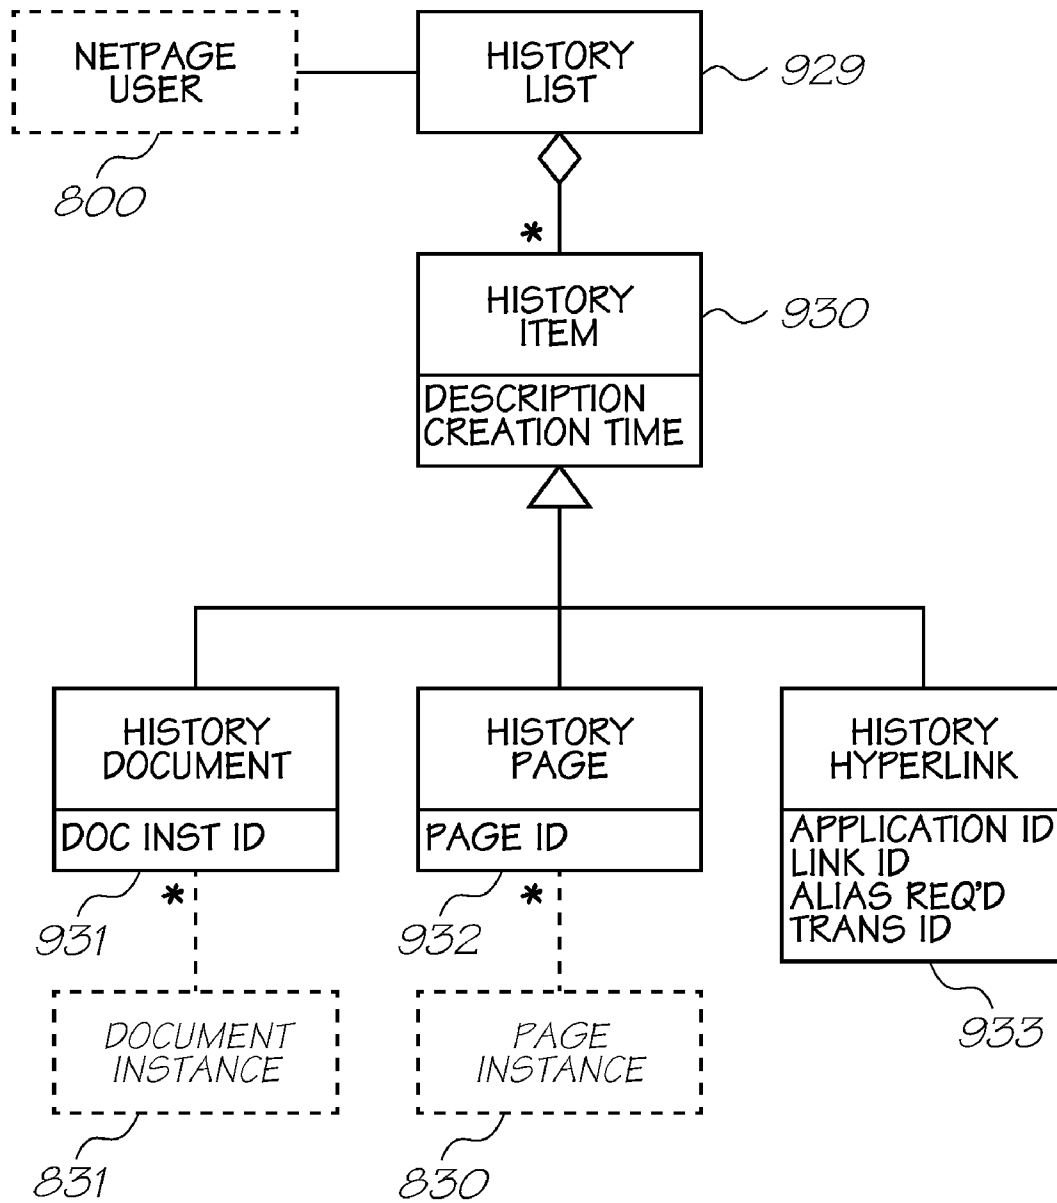 NETPAGE
USER
800
HISTORY
LIST
929
*
HISTORY
ITEM
930
DESCRIPTION
CREATION TIME
HISTORY
DOCUMENT
DOC INST ID
931
*
HISTORY
PAGE
PAGE ID
932
*
HISTORY
HYPERLINK
APPLICATION ID
LINK ID
ALIAS REQ'D
TRANS ID
933
DOCUMENT
INSTANCE
831
PAGE
INSTANCE
830